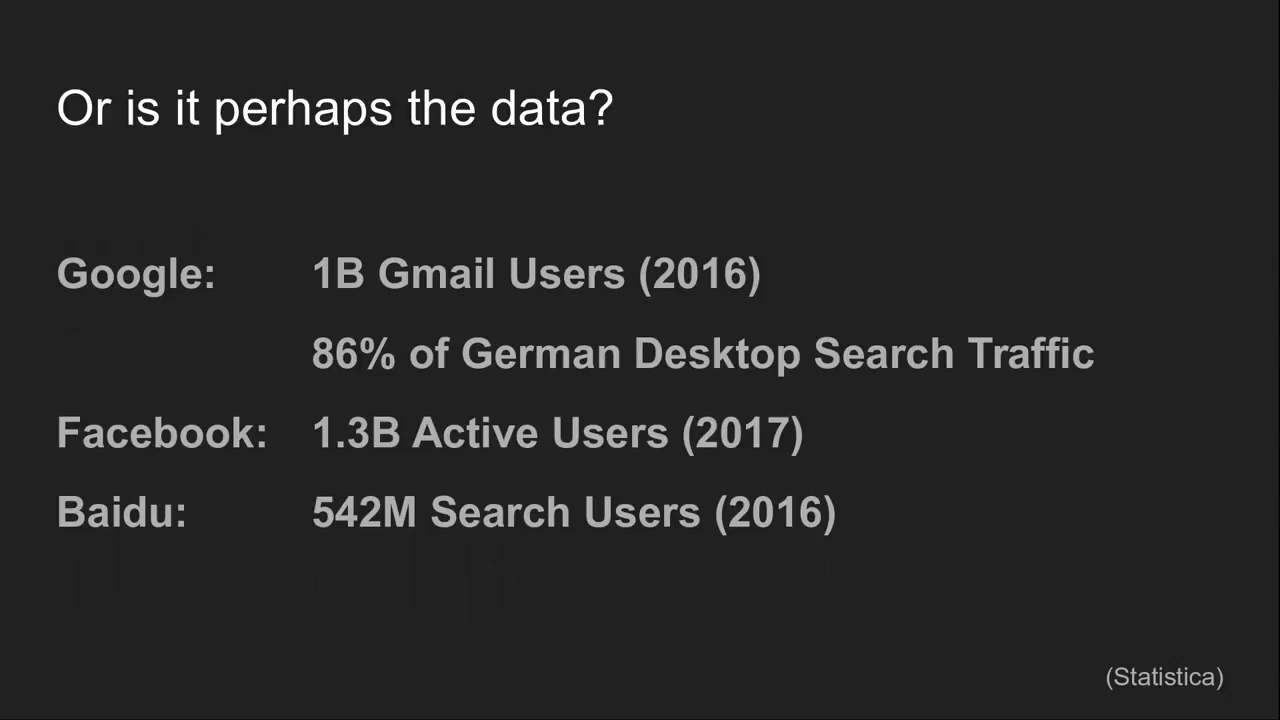 Or is it perhaps the data?
Google: 1B Gmail Users (2016)
86% of German Desktop Search Traffic
Facebook: 1.3B Active Users (2017)
Baidu: 542M Search Users (2016)
(Statistica)